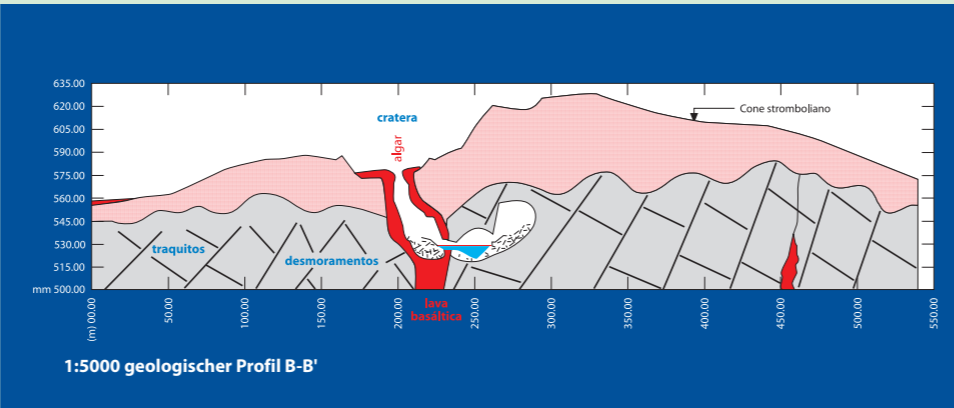 635.00
620.00
605.00
590.00
575.00
560.00
545.00
530.00
515.00
mm 500.00
cratera
algar
Cone stromboliano
traquitos
desmoramentos
lava
basáltica
(m) 00.00
50.00
100.00
150.00
200.00
250.00
300.00
350.00
400.00
450.00
500.00
550.00
1:5000 geologischer Profil B-B'